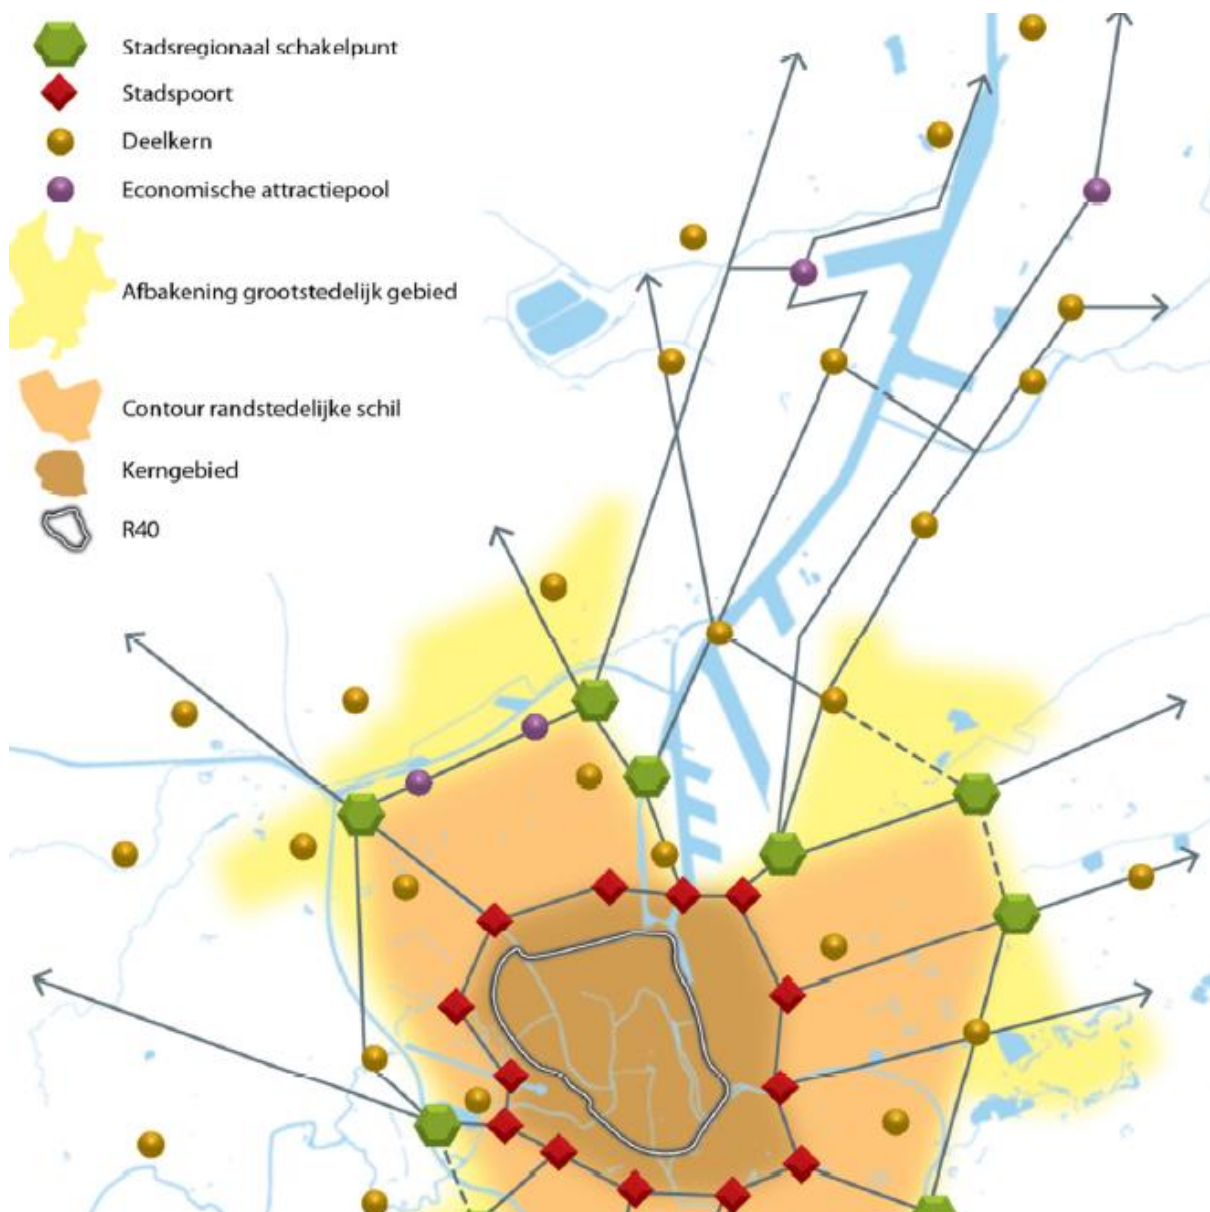 Stadsregionaal schakelpunt
Stadspoort
Deelkern
Economische attractiepool
Afbakening grootstedelijk gebied
Contour randstedelijke schil
Kerngebied
R40